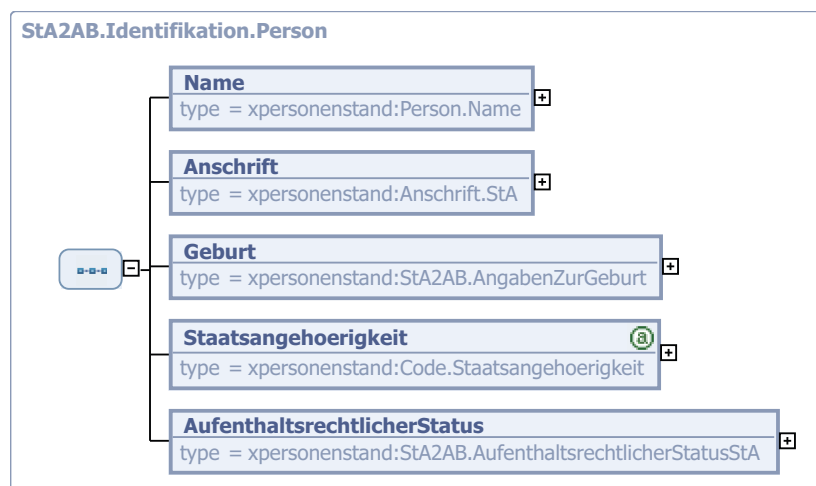 StA2AB.Identifikation.Person
Name
type = xpersonenstand:Person.Name
Anschrift
type = xpersonenstand:Anschrift.StA
Geburt
type = xpersonenstand:StA2AB.AngabenZurGeburt
Staatsangehoerigkeit @
type = xpersonenstand:Code.Staatsangehoerigkeit
AufenthaltsrechtlicherStatus
type = xpersonenstand:StA2AB.AufenthaltsrechtlicherStatusStA